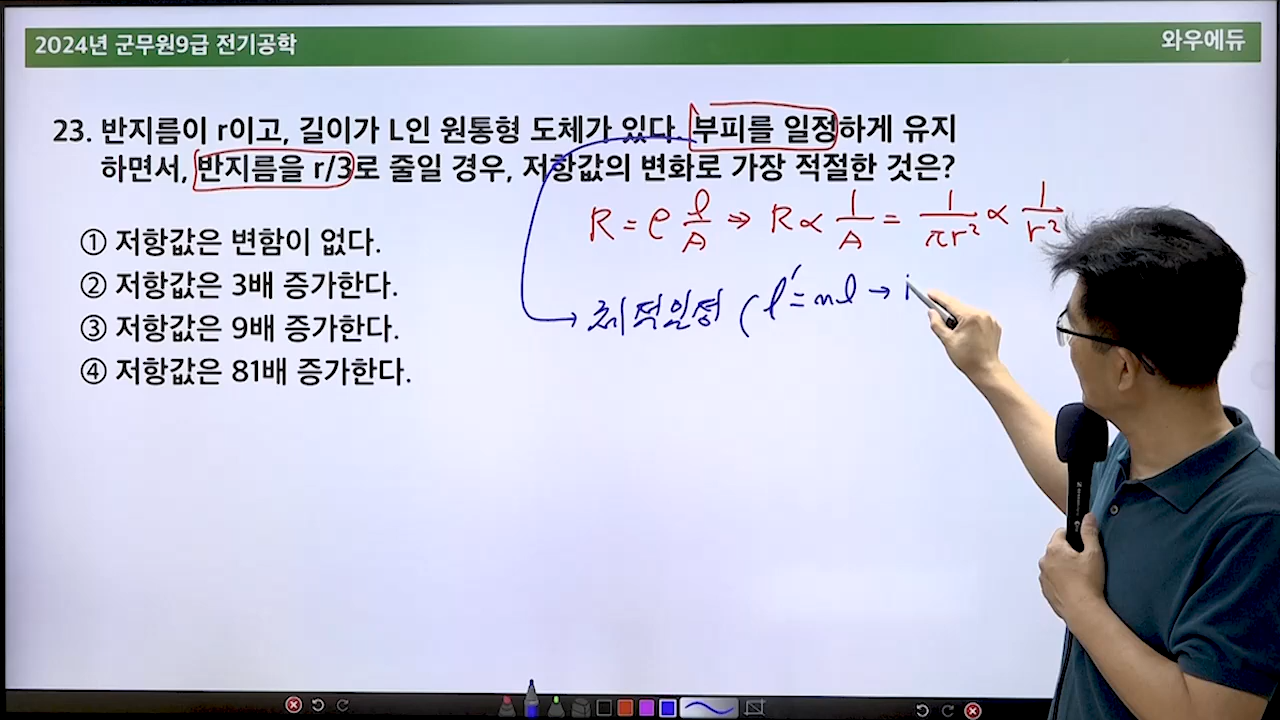 2024년 군무원9급 전기공학
와우에듀
23. 반지름이 r이고, 길이가 L인 원통형 도체가 있다. 부피를 일정하게 유지
하면서, 반지름을 r/3로 줄일 경우, 저항값의 변화로 가장 적절한 것은?
R = ρ l/A ⇒ R ∝ 1/A = 1/πr² ∝ 1/r²
① 저항값은 변함이 없다.
② 저항값은 3배 증가한다.
체적일정 ( l′ = nl →
③ 저항값은 9배 증가한다.
④ 저항값은 81배 증가한다.